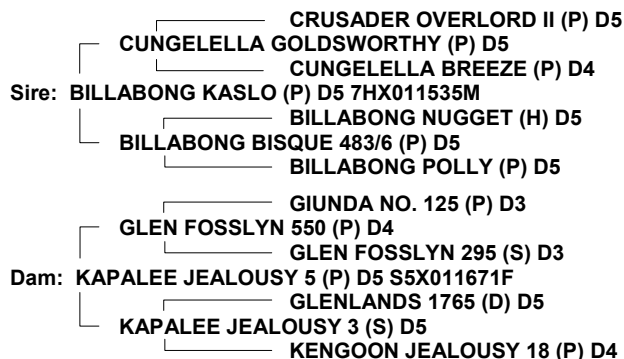 CRUSADER OVERLORD II (P) D5
CUNGELELLA GOLDSWORTHY (P) D5
CUNGELELLA BREEZE (P) D4
Sire: BILLABONG KASLO (P) D5 7HX011535M
BILLABONG NUGGET (H) D5
BILLABONG BISQUE 483/6 (P) D5
BILLABONG POLLY (P) D5
GIUNDA NO. 125 (P) D3
GLEN FOSSLYN 550 (P) D4
GLEN FOSSLYN 295 (S) D3
Dam: KAPALEE JEALOUSY 5 (P) D5 S5X011671F
GLENLANDS 1765 (D) D5
KAPALEE JEALOUSY 3 (S) D5
KENGOON JEALOUSY 18 (P) D4